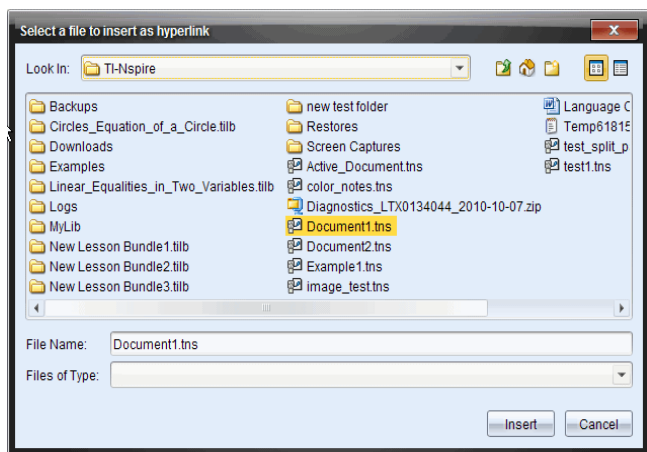 Select a file to insert as hyperlink
Look In: TI-Nspire
Backups
Circles_Equation_of_a_Circle.tilb
Downloads
Examples
Linear_Equalities_in_Two_Variables.tilb
Logs
MyLib
New Lesson Bundle1.tilb
New Lesson Bundle2.tilb
New Lesson Bundle3.tilb
new test folder
Restores
Screen Captures
Active_Document.tns
color_notes.tns
Diagnostics_LTX0134044_2010-10-07.zip
Document1.tns
Document2.tns
Example1.tns
image_test.tns
Language C
Temp61815
test_split_p
test1.tns
File Name: Document1.tns
Files of Type:
Insert Cancel